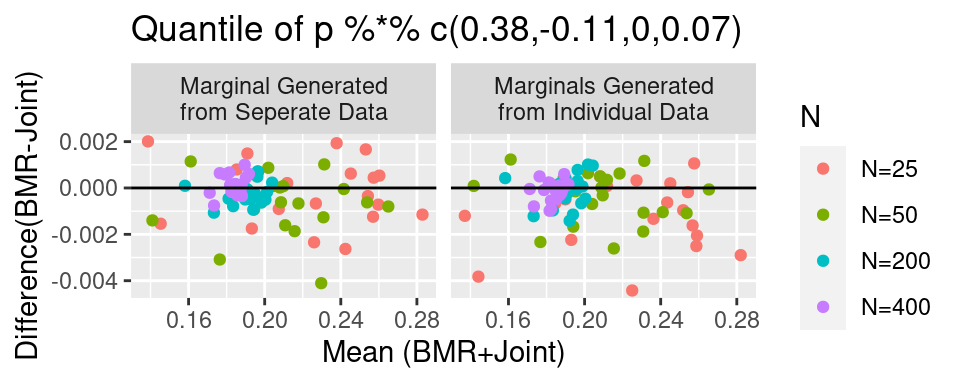 Quantile of p %*% c(0.38,-0.11,0,0.07)
Marginal Generated
from Seperate Data
Marginals Generated
from Individual Data
Difference(BMR-Joint)
0.002
0.000
-0.002
-0.004
0.16 0.20 0.24 0.28
0.16 0.20 0.24 0.28
Mean (BMR+Joint)
N
N=25
N=50
N=200
N=400